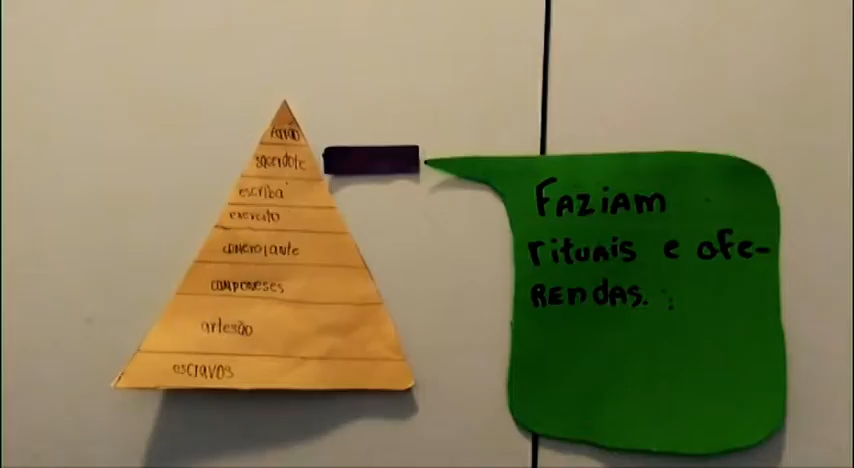 faraó
sacerdote
escriba
exercito
comerciante
camponeses
artesão
escravos
FAZiAM
rituais e ofe-
RENDAS.